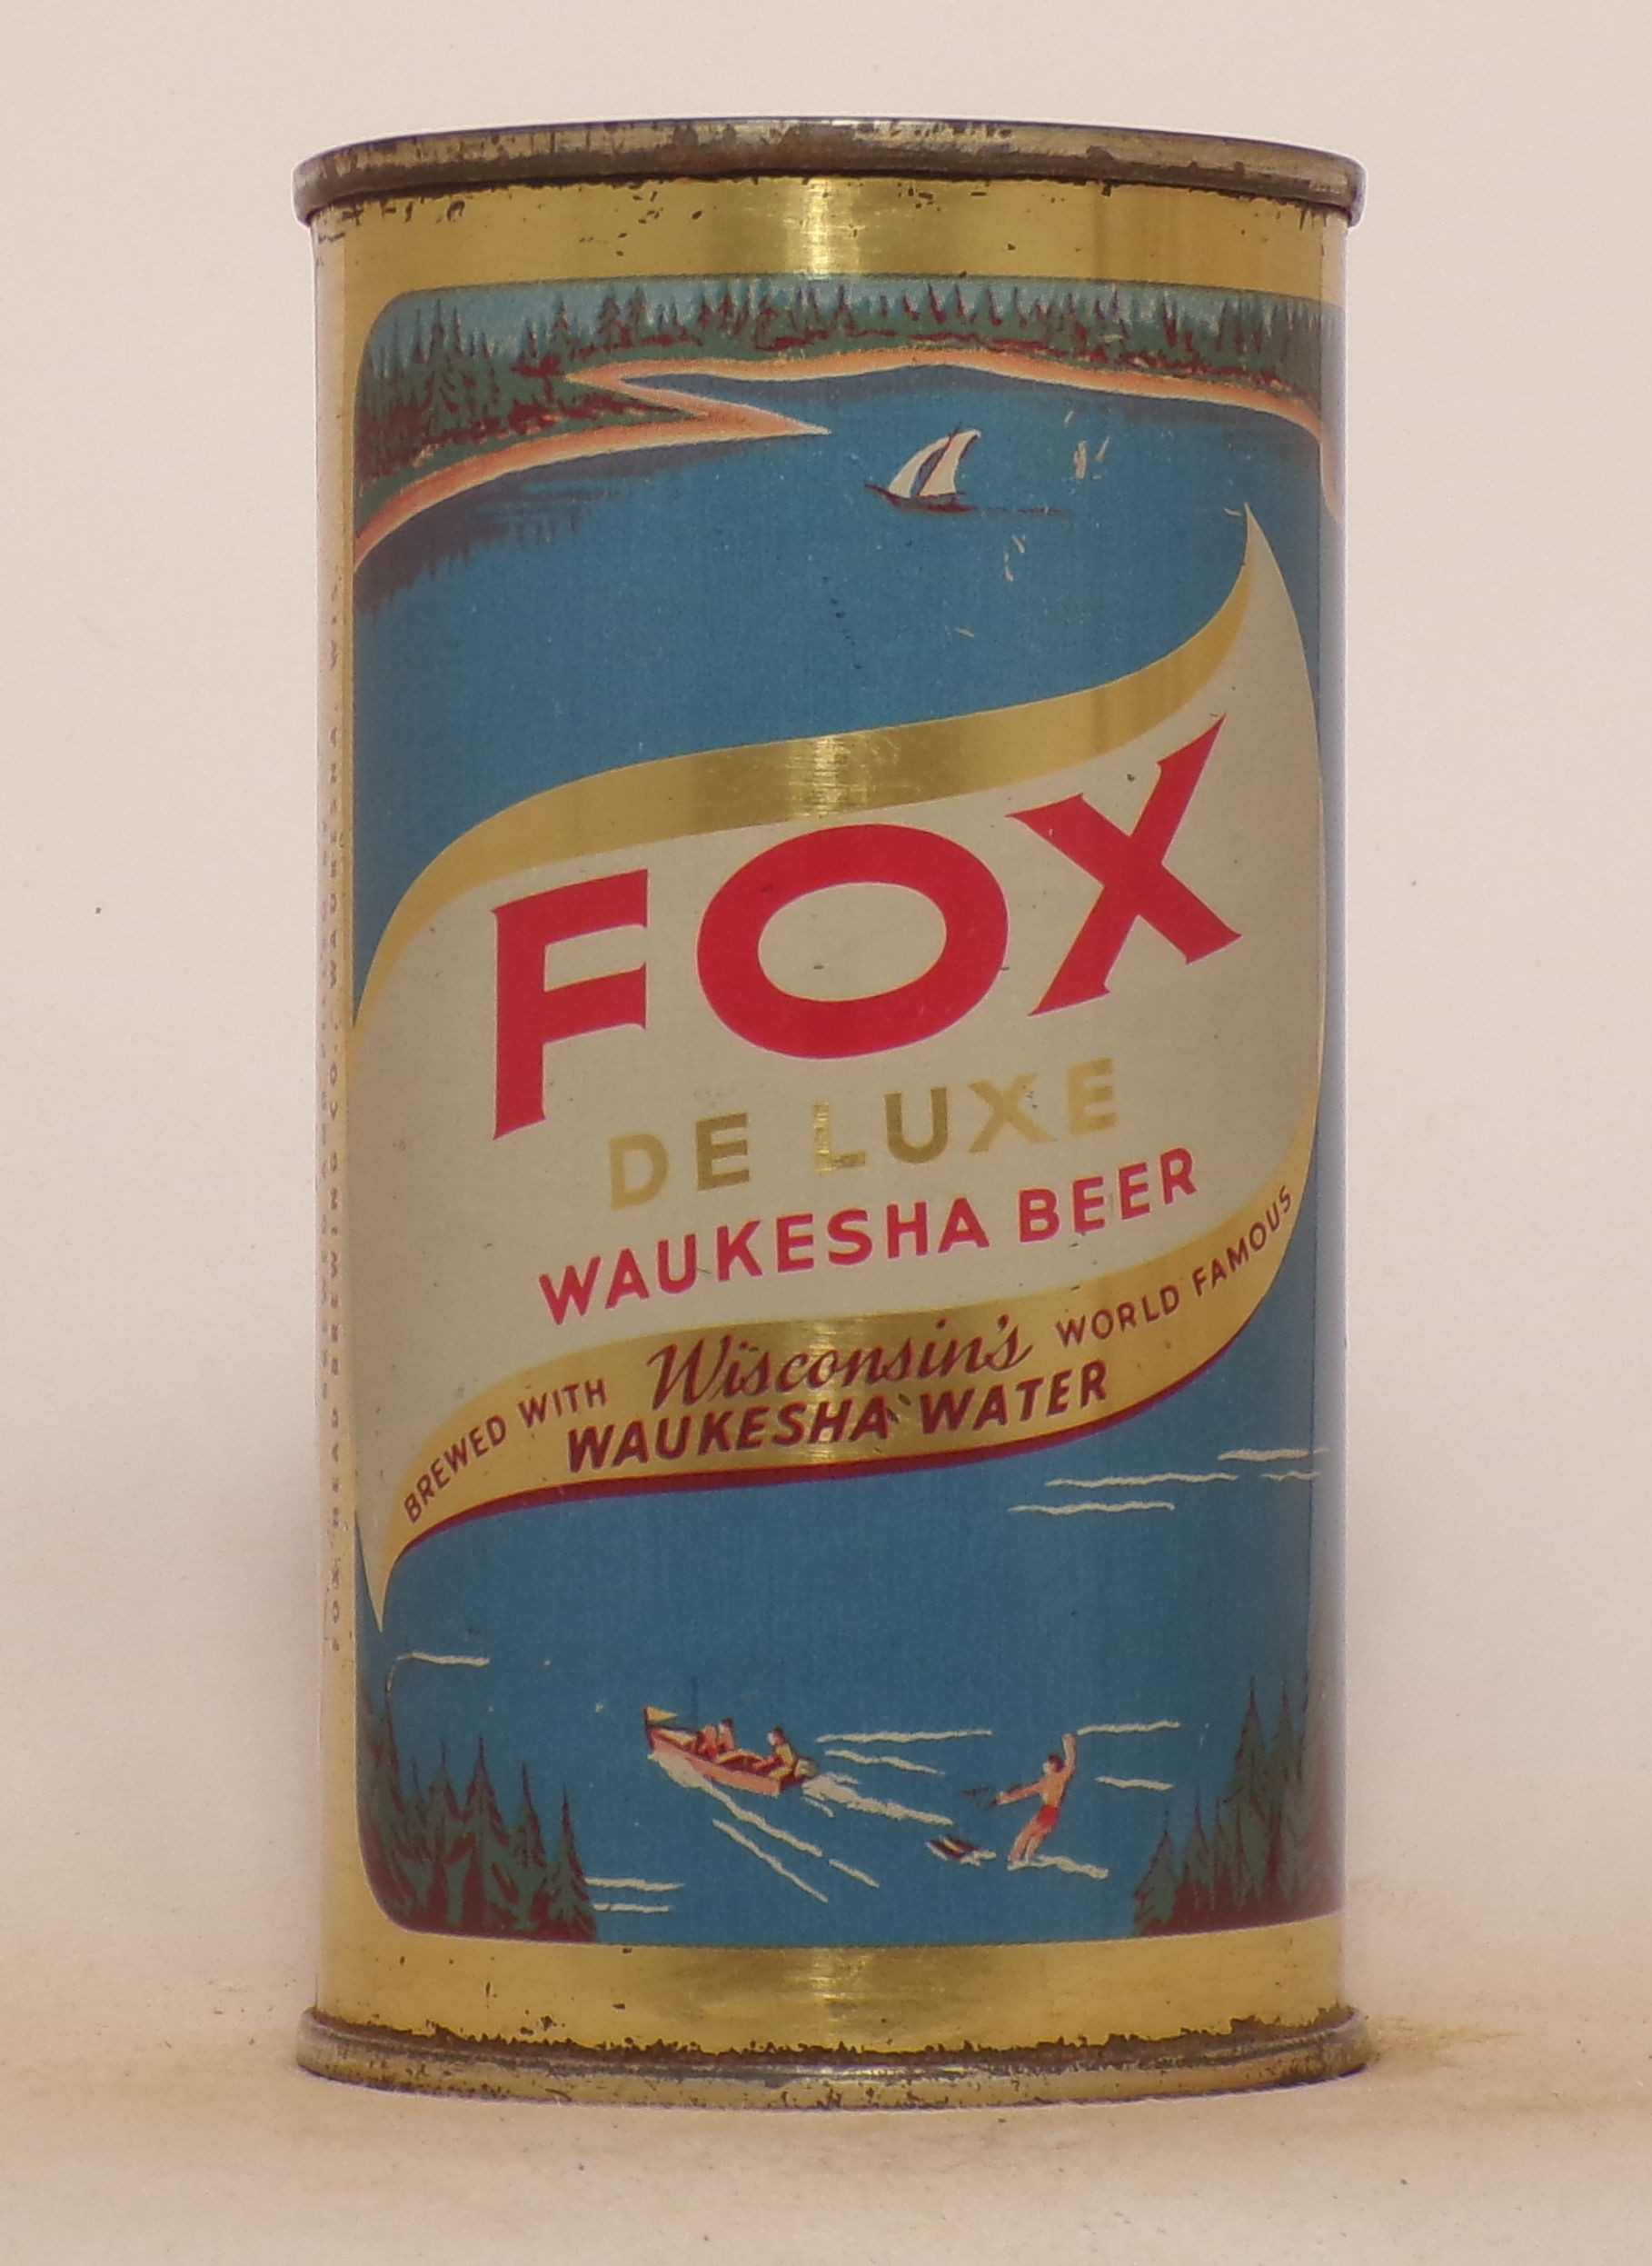 FOX
DE LUXE
WAUKESHA BEER
BREWED WITH Wisconsin's WORLD FAMOUS
WAUKESHA WATER